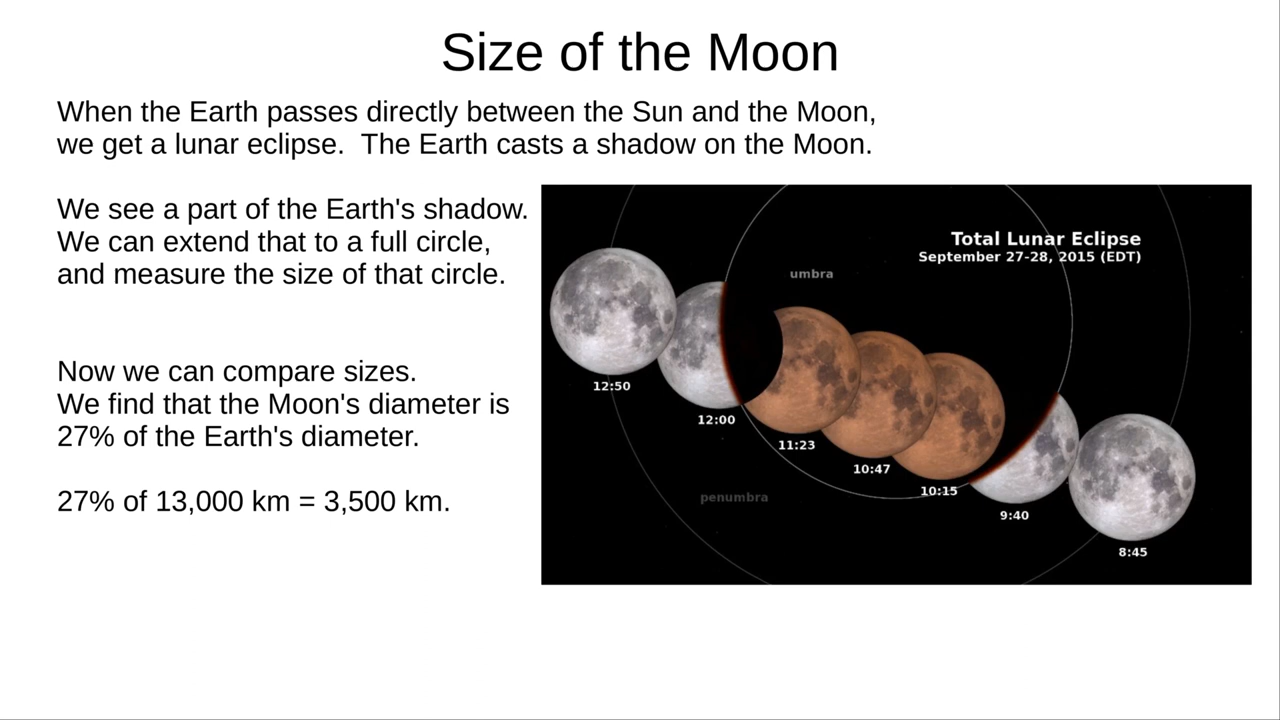 Size of the Moon
When the Earth passes directly between the Sun and the Moon,
we get a lunar eclipse.  The Earth casts a shadow on the Moon.
We see a part of the Earth's shadow.
We can extend that to a full circle,
and measure the size of that circle.
Now we can compare sizes.
We find that the Moon's diameter is
27% of the Earth's diameter.
27% of 13,000 km = 3,500 km.
Total Lunar Eclipse
September 27-28, 2015 (EDT)
umbra
12:50
12:00
11:23
10:47
10:15
penumbra
9:40
8:45